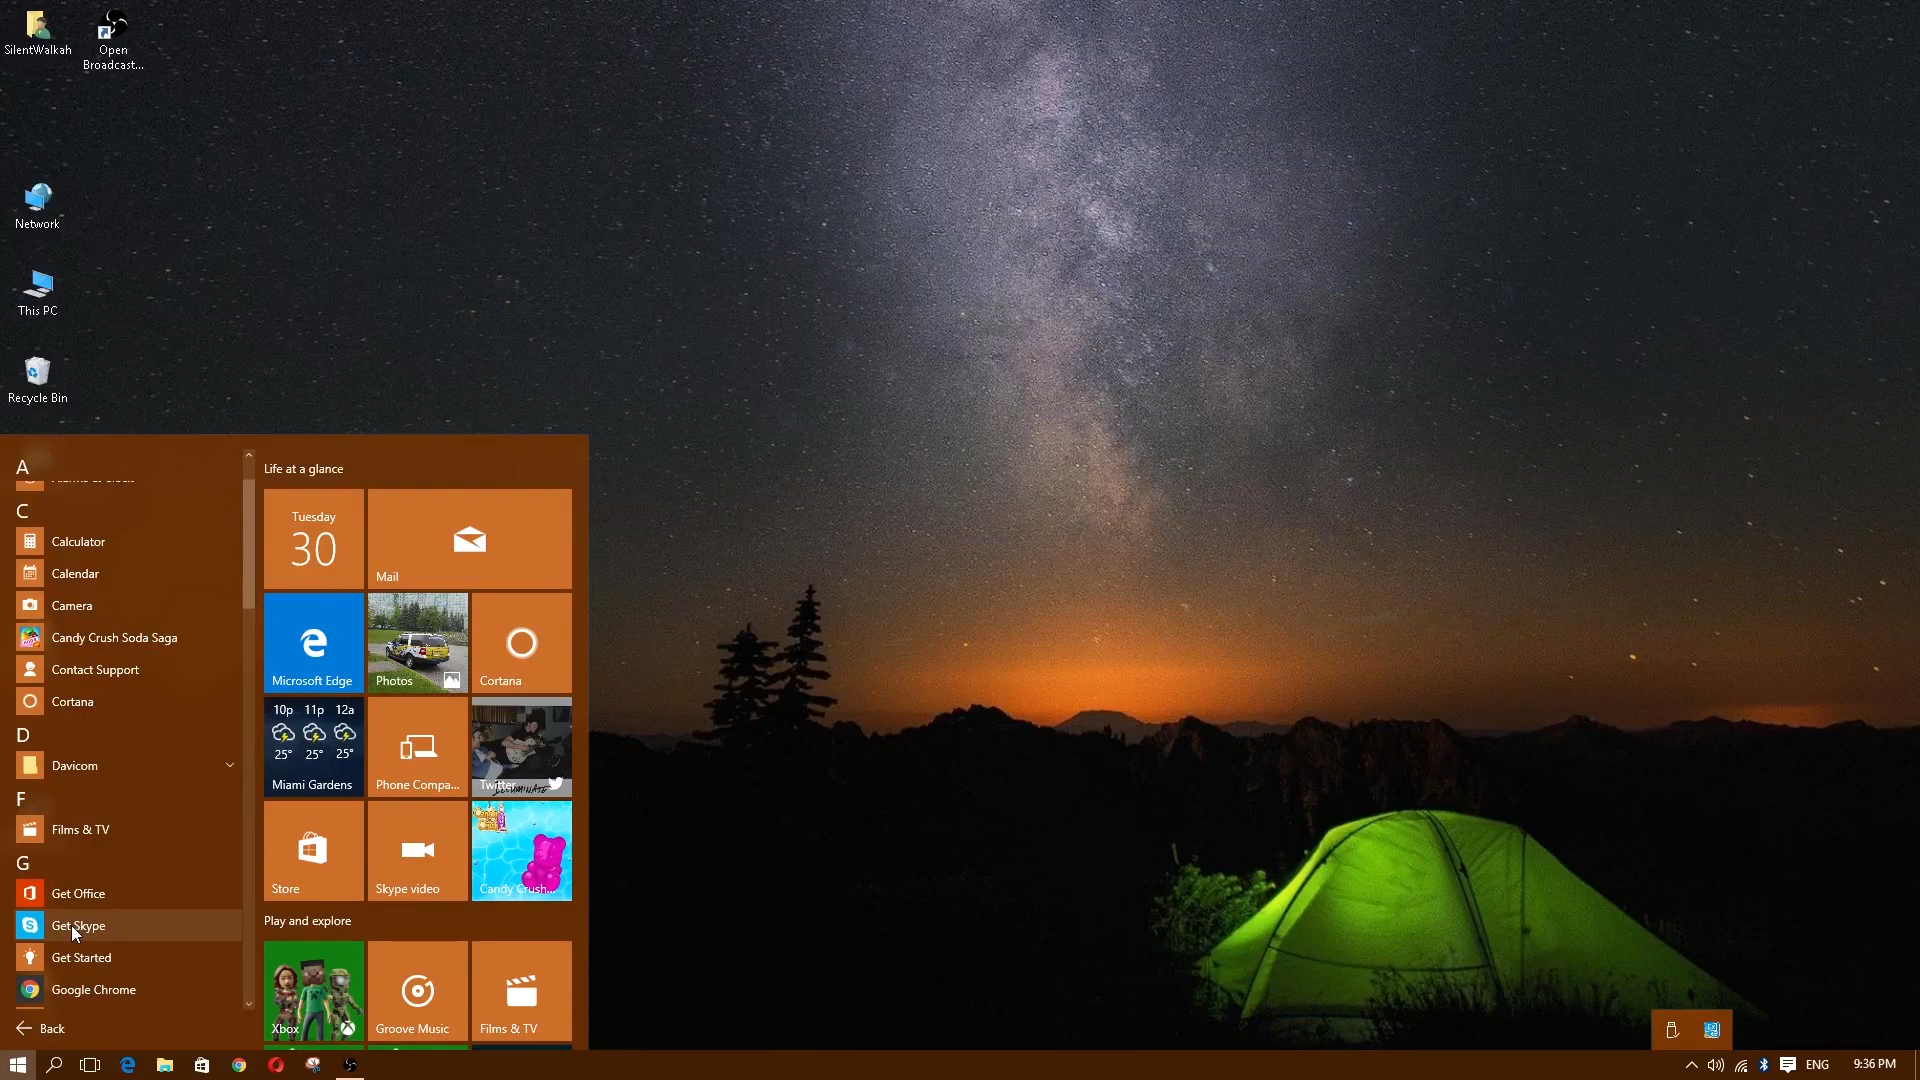 SilentWalkah
Open
Broadcast...
Network
This PC
Recycle Bin
A
C
Calculator
Calendar
Camera
Candy Crush Soda Saga
Contact Support
Cortana
D
Davicom
F
Films & TV
G
Get Office
Get Skype
Get Started
Google Chrome
Back
Life at a glance
Tuesday
30
Mail
Microsoft Edge
Photos
Cortana
10p 11p 12a
25° 25° 25°
Miami Gardens
Phone Compa...
Twitter
Store
Skype video
Candy Crush...
Play and explore
Xbox
Groove Music
Films & TV
ENG
9:36 PM